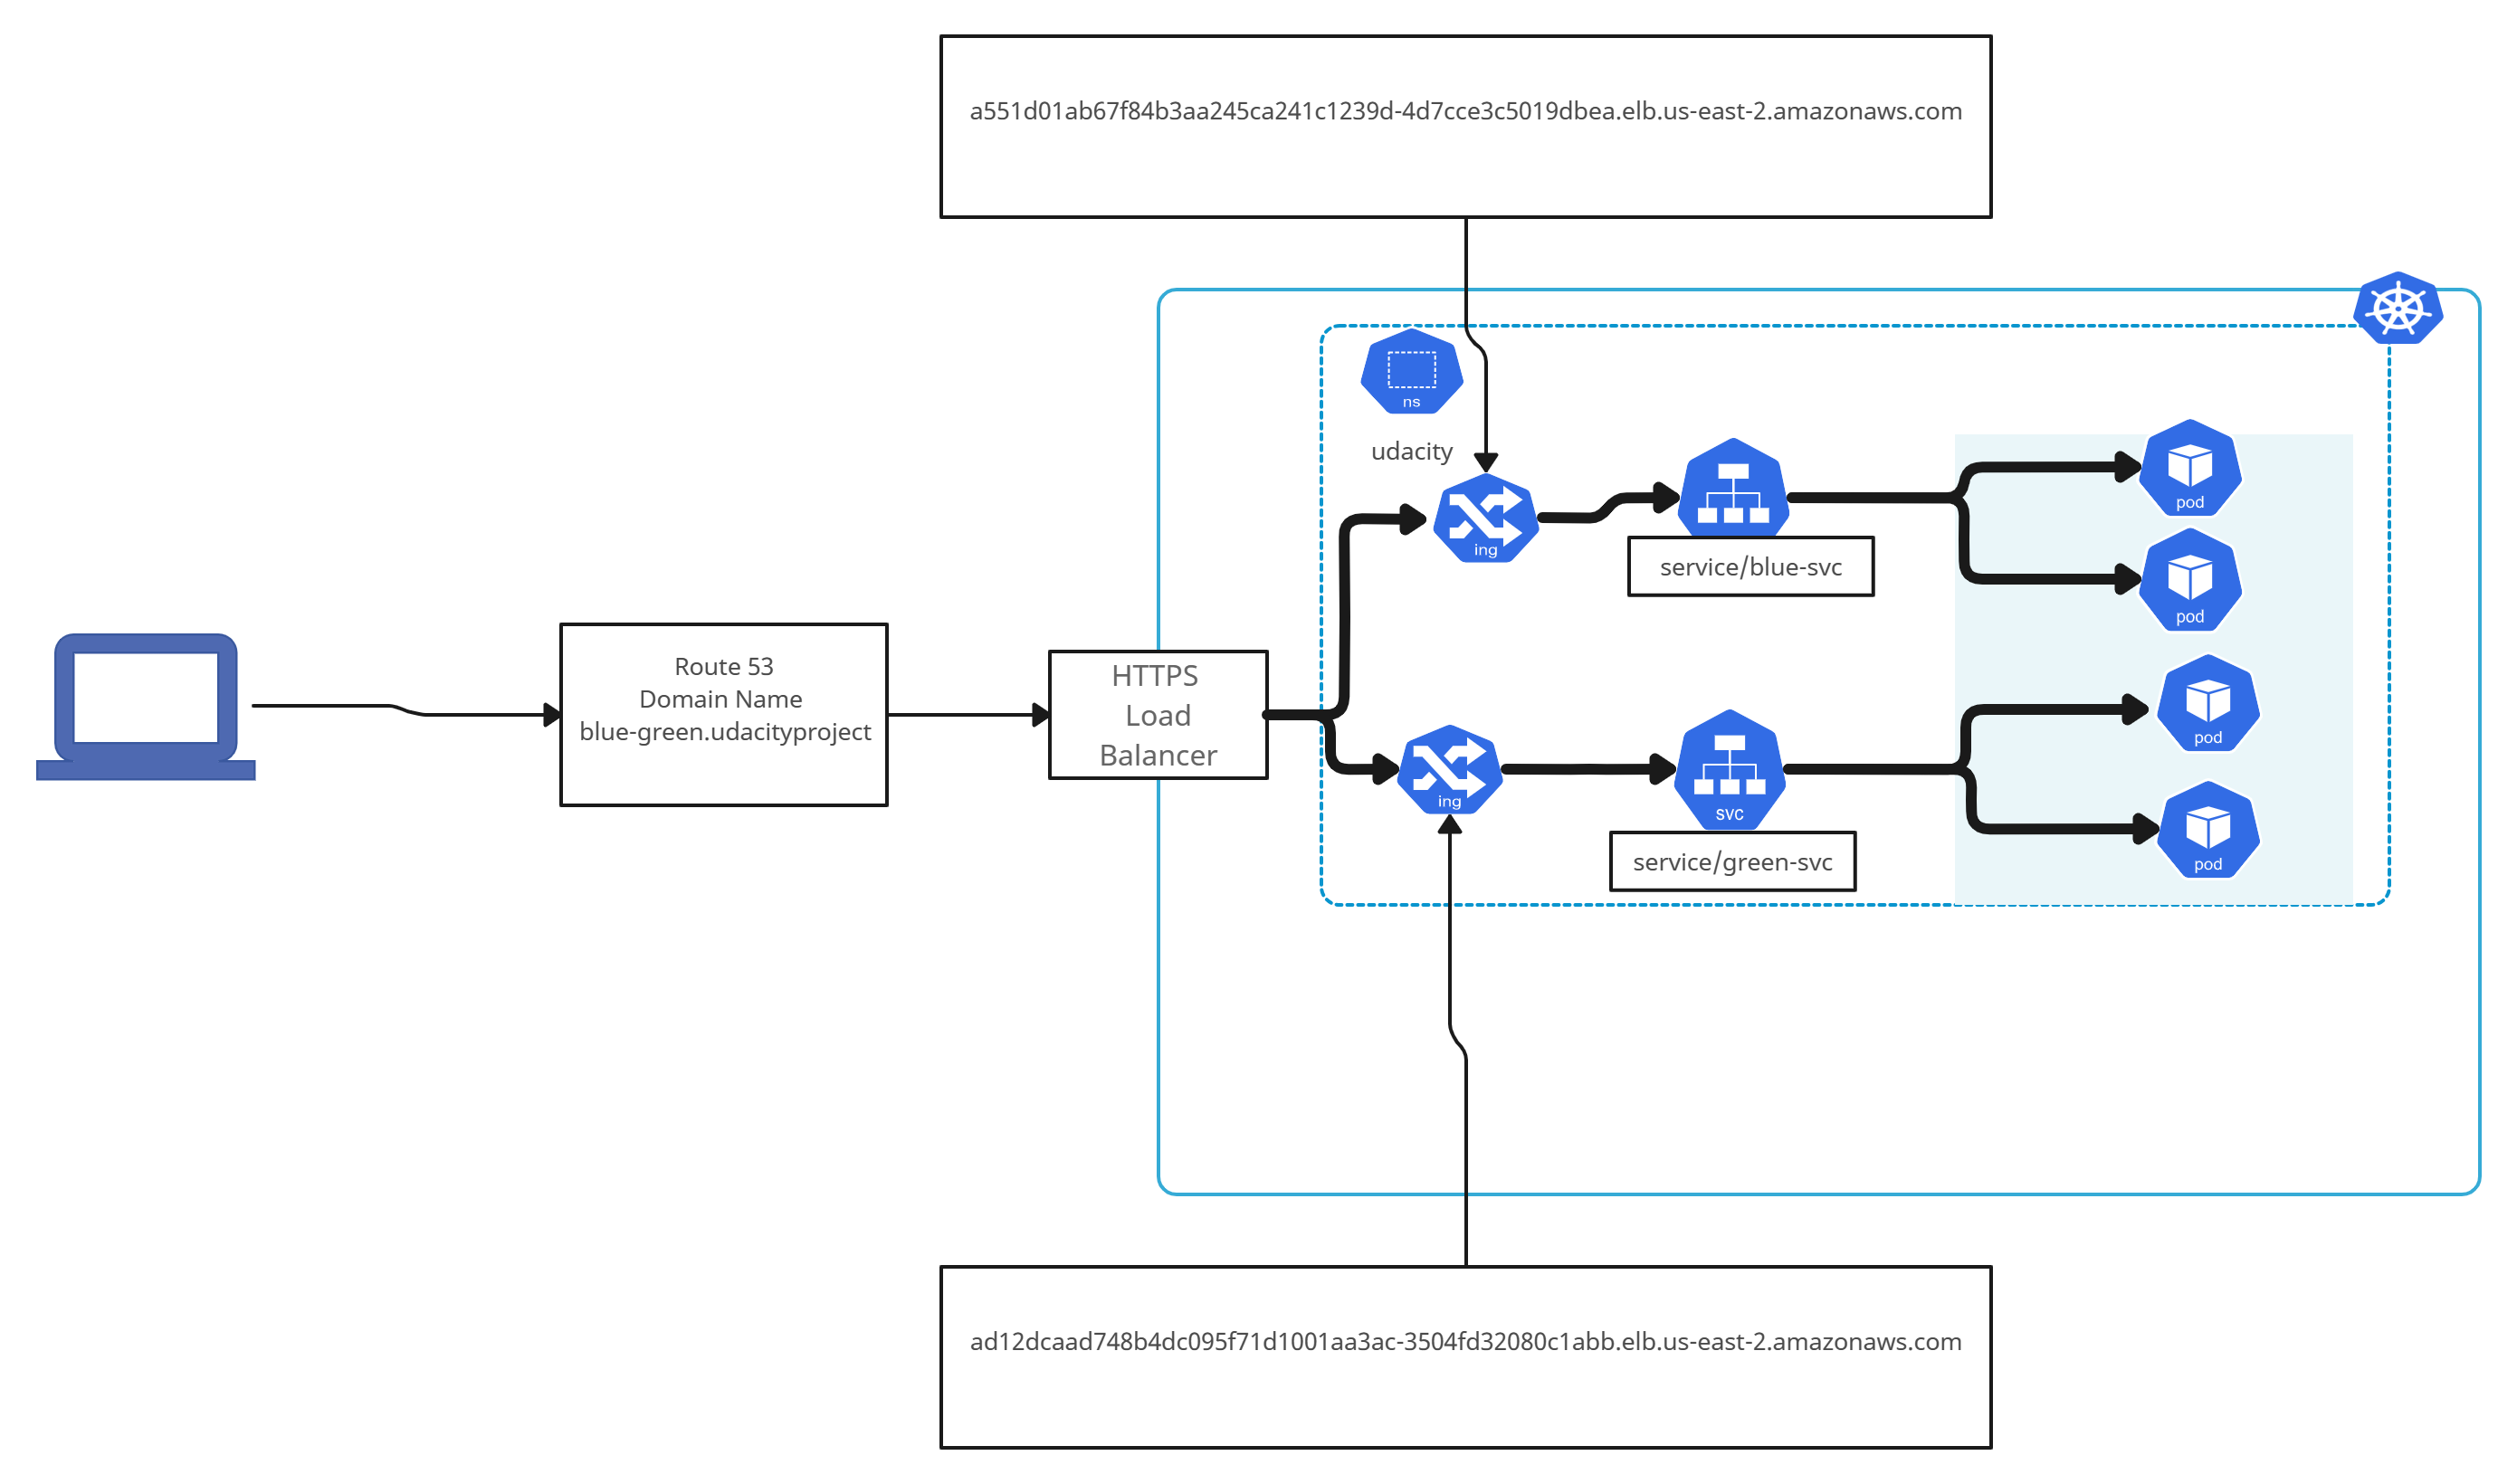 a551d01ab67f84b3aa245ca241c1239d-4d7cce3c5019dbea.elb.us-east-2.amazonaws.com
ns
udacity
ing
service/blue-svc
pod
pod
Route 53
Domain Name
blue-green.udacityproject
HTTPS
Load
Balancer
ing
svc
service/green-svc
pod
pod
ad12dcaad748b4dc095f71d1001aa3ac-3504fd32080c1abb.elb.us-east-2.amazonaws.com